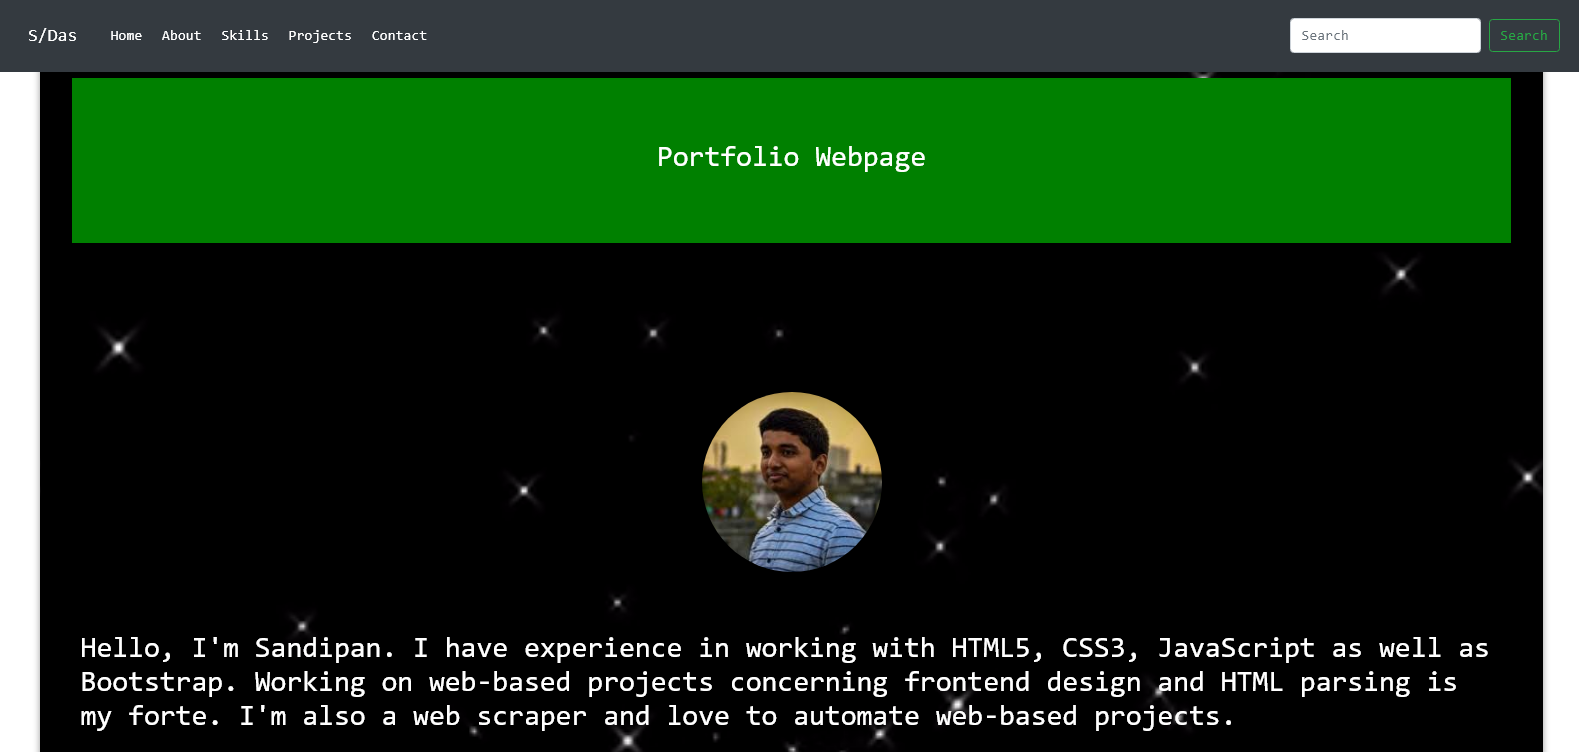 S/Das Home About Skills Projects Contact Search Search
Portfolio Webpage
Hello, I'm Sandipan. I have experience in working with HTML5, CSS3, JavaScript as well as
Bootstrap. Working on web-based projects concerning frontend design and HTML parsing is
my forte. I'm also a web scraper and love to automate web-based projects.